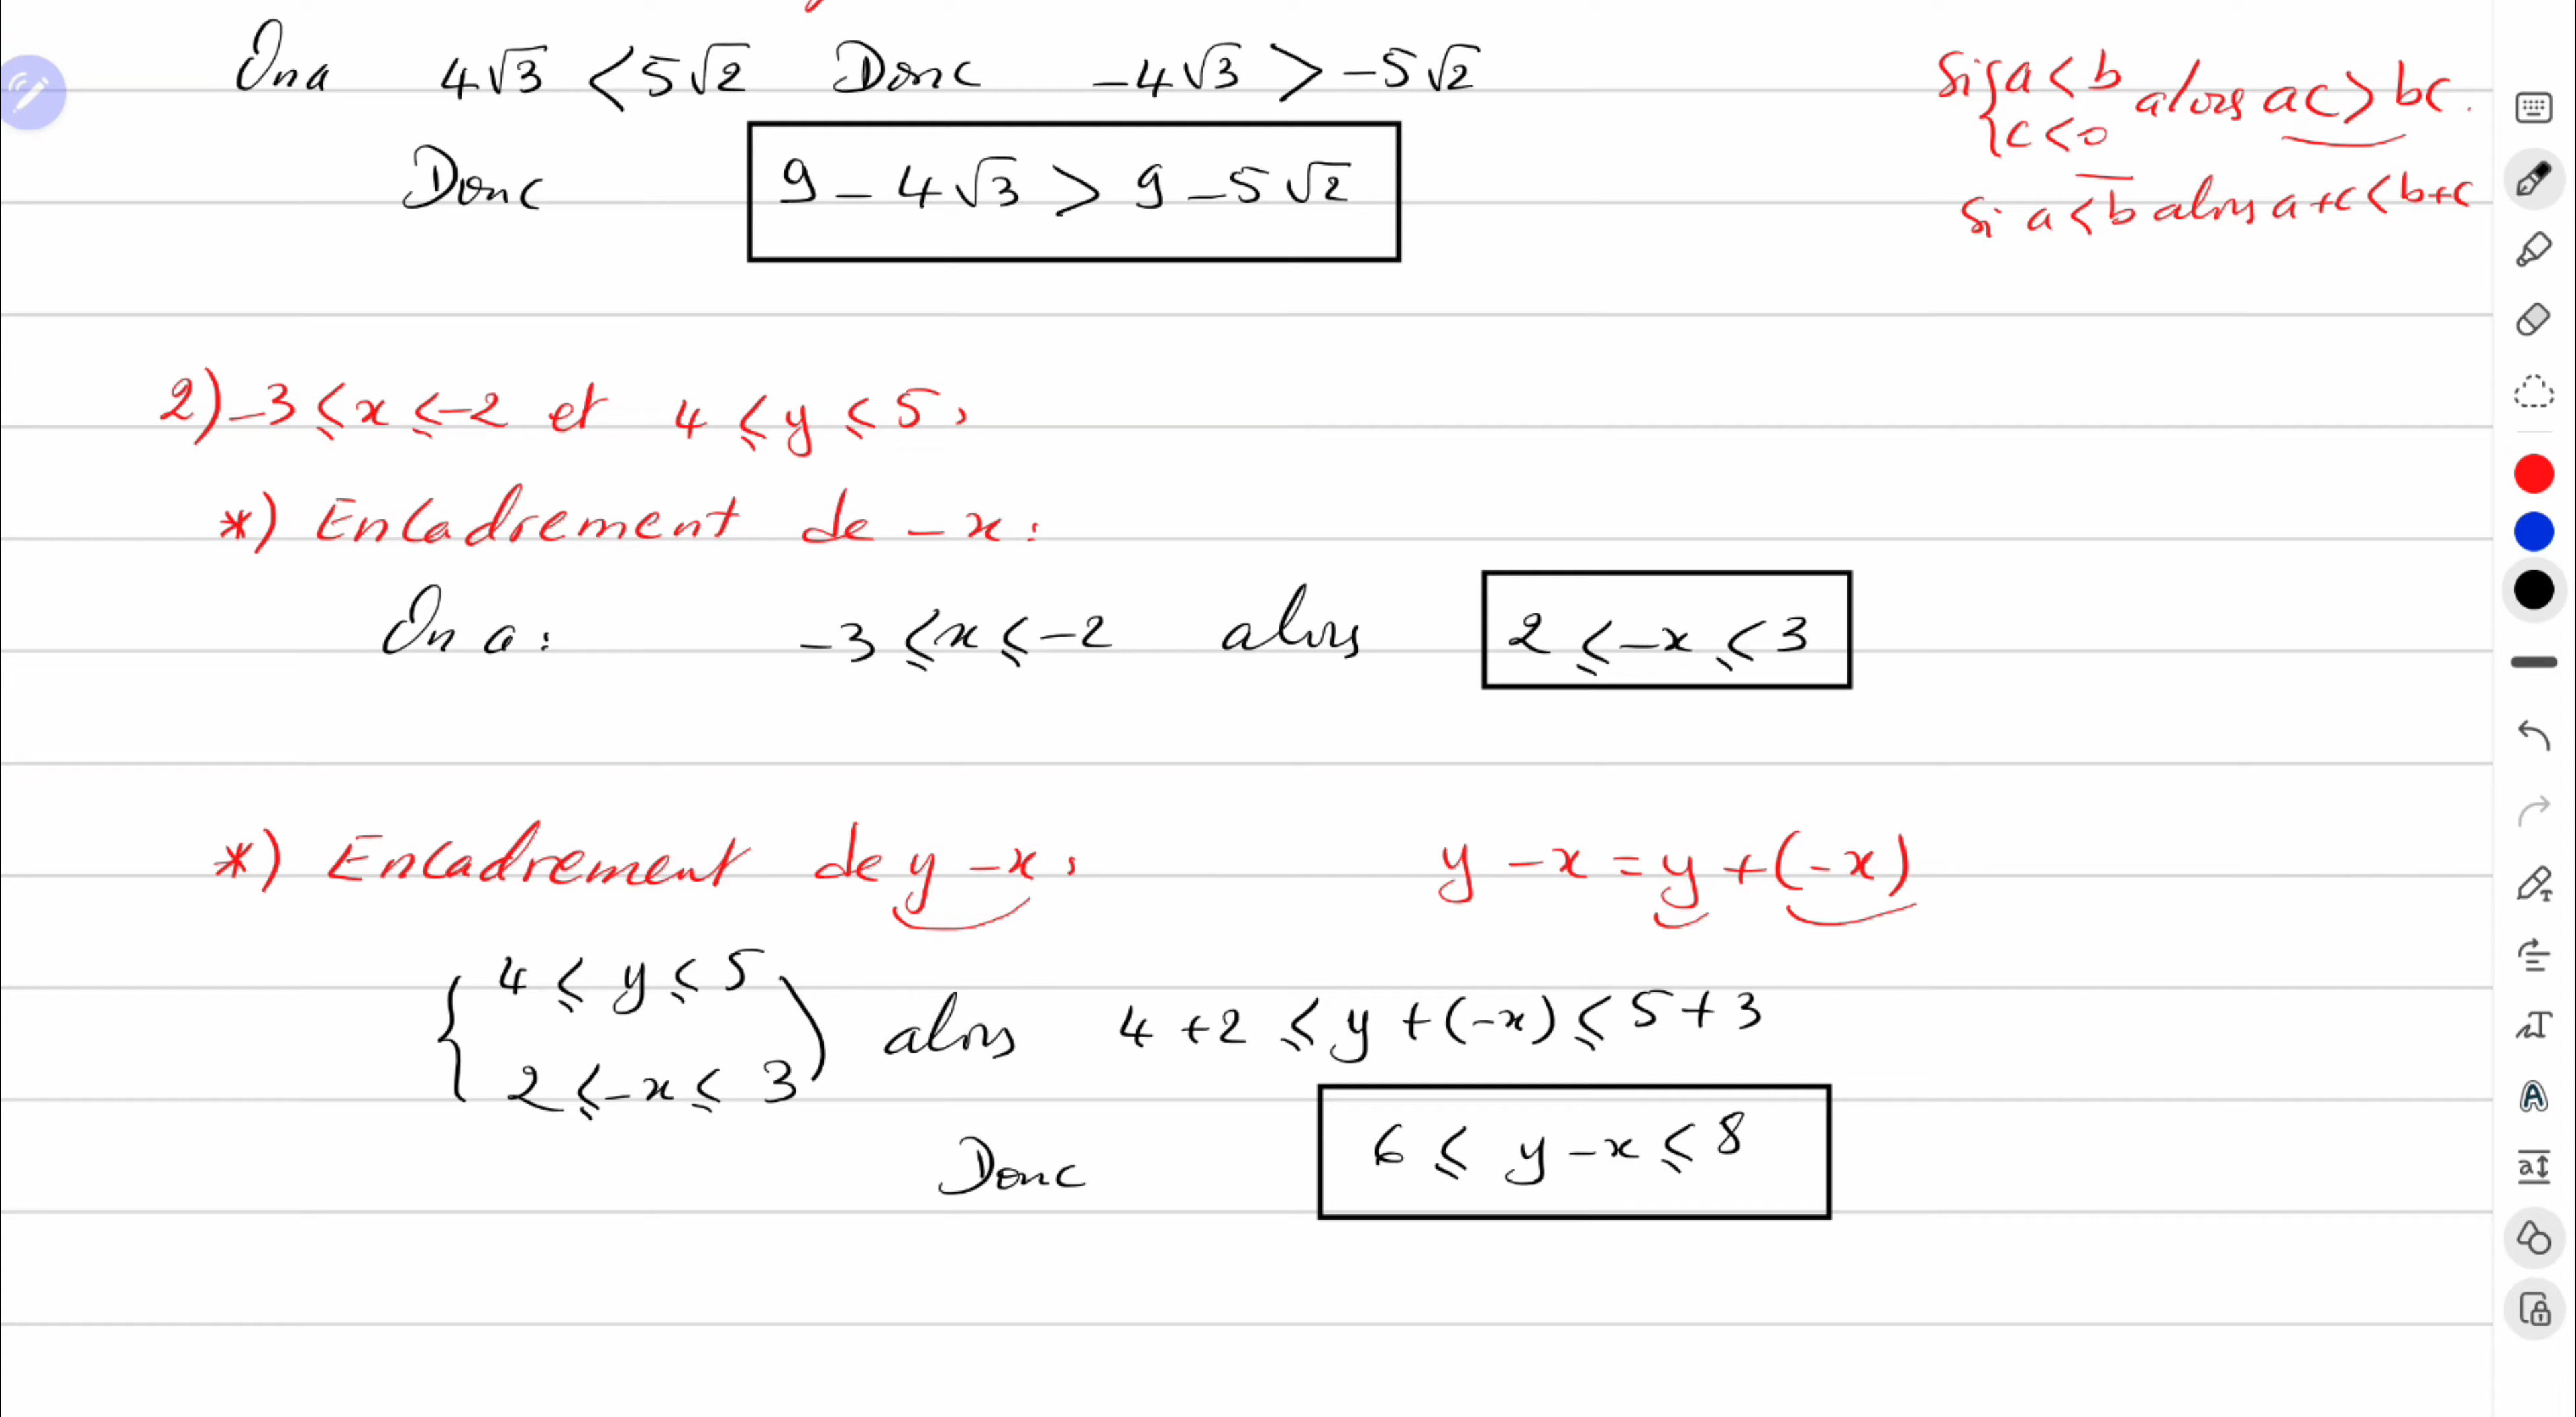 On a 4√3 < 5√2 Donc -4√3 > -5√2
Si { a < b
c < 0 alors ac > bc.
Donc 9 - 4√3 > 9 - 5√2
Si a < b alors a + c < b + c
2) -3 ≤ x ≤ -2 et 4 ≤ y ≤ 5,
*) Encadrement de -x:
On a: -3 ≤ x ≤ -2 alors 2 ≤ -x ≤ 3
*) Encadrement de y - x: y - x = y + (-x)
{ 4 ≤ y ≤ 5
2 ≤ -x ≤ 3 ) alors 4 + 2 ≤ y + (-x) ≤ 5 + 3
Donc 6 ≤ y - x ≤ 8